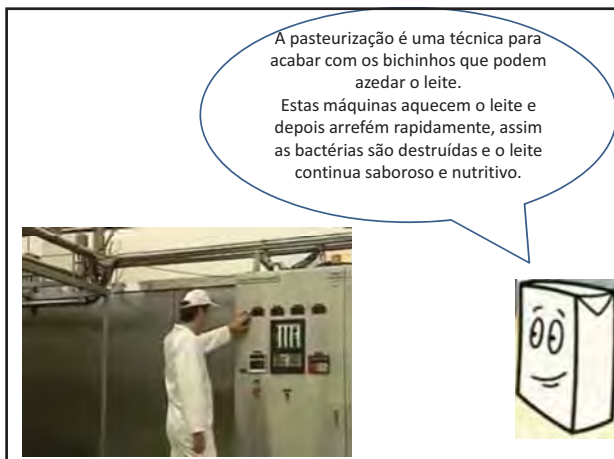 A pasteurização é uma técnica para
acabar com os bichinhos que podem
azedar o leite.
Estas máquinas aquecem o leite e
depois arrefém rapidamente, assim
as bactérias são destruídas e o leite
continua saboroso e nutritivo.